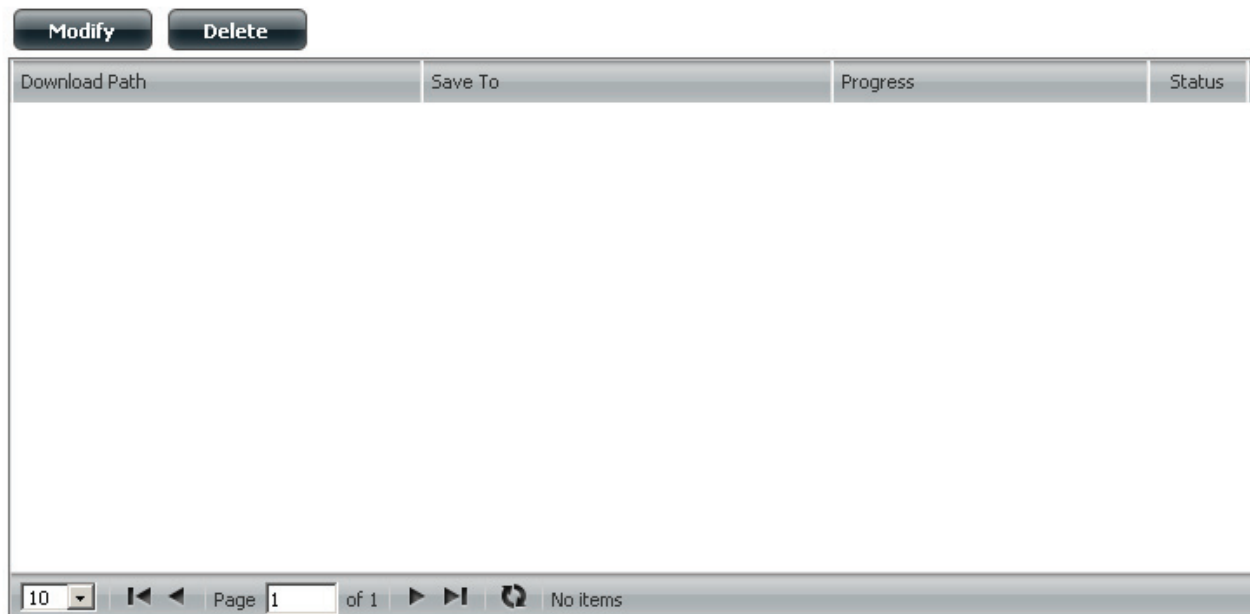 Modify Delete
Download Path Save To Progress Status
10 Page 1 of 1 No items